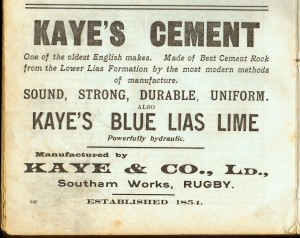 KAYE'S CEMENT
One of the oldest English makes. Made of Best Cement Rock
from the Lower Lias Formation by the most modern methods
of manufacture.
SOUND, STRONG, DURABLE, UNIFORM.
ALSO
KAYE'S BLUE LIAS LIME
Powerfully hydraulic.
Manufactured by
KAYE & CO., LD.,
Southam Works, RUGBY.
ESTABLISHED 1854.